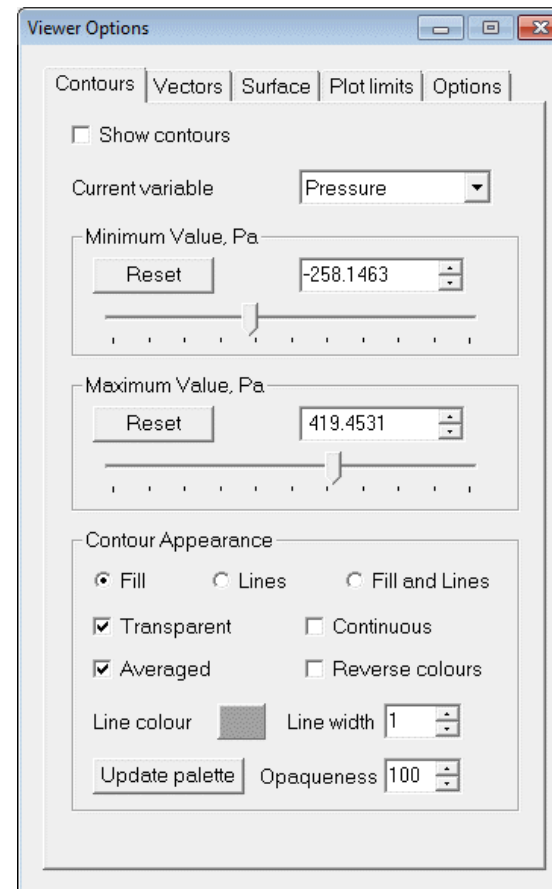 Viewer Options
Contours Vectors Surface Plot limits Options
Show contours
Current variable Pressure
Minimum Value, Pa
Reset -258.1463
Maximum Value, Pa
Reset 419.4531
Contour Appearance
Fill Lines Fill and Lines
Transparent Continuous
Averaged Reverse colours
Line colour Line width 1
Update palette Opaqueness 100